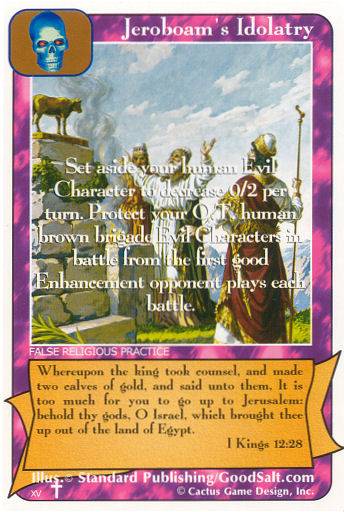 Jeroboam's Idolatry
Set aside your human Evil
Character to decrease 0/2 per
turn. Protect your O.T. human
brown brigade Evil Characters in
battle from the first good
Enhancement opponent plays each
battle.
FALSE RELIGIOUS PRACTICE
Whereupon the king took counsel, and made
two calves of gold, and said unto them, It is
too much for you to go up to Jerusalem:
behold thy gods, O Israel, which brought thee
up out of the land of Egypt.
I Kings 12:28
Illus. © Standard Publishing/GoodSalt.com
XV © Cactus Game Design, Inc.